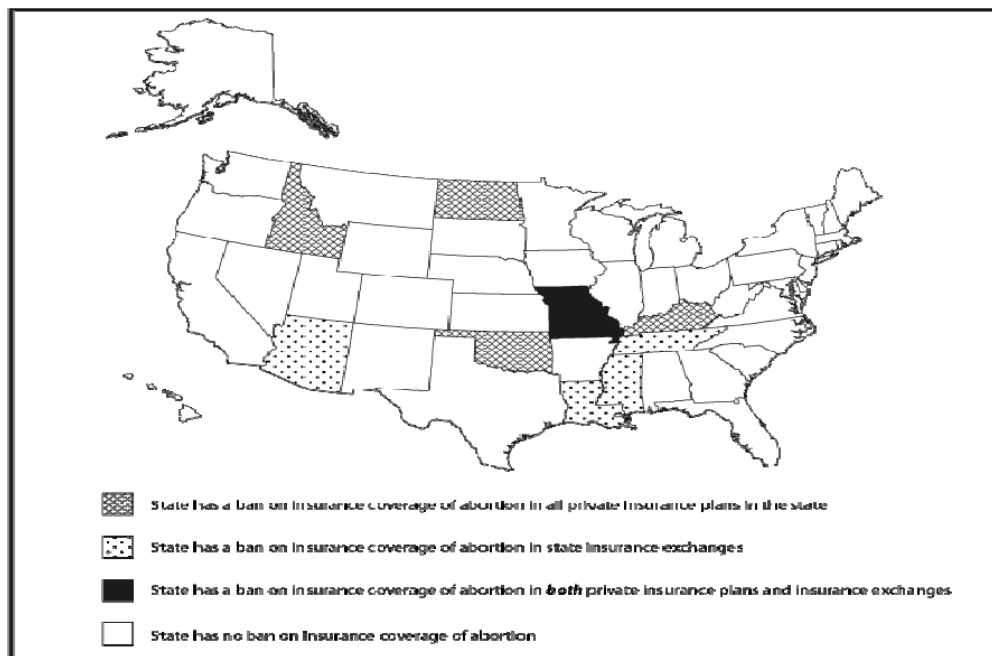 State has a ban on insurance coverage of abortion in all private insurance plans in the state
State has a ban on insurance coverage of abortion in state insurance exchanges
State has a ban on insurance coverage of abortion in both private insurance plans and insurance exchanges
State has no ban on insurance coverage of abortion